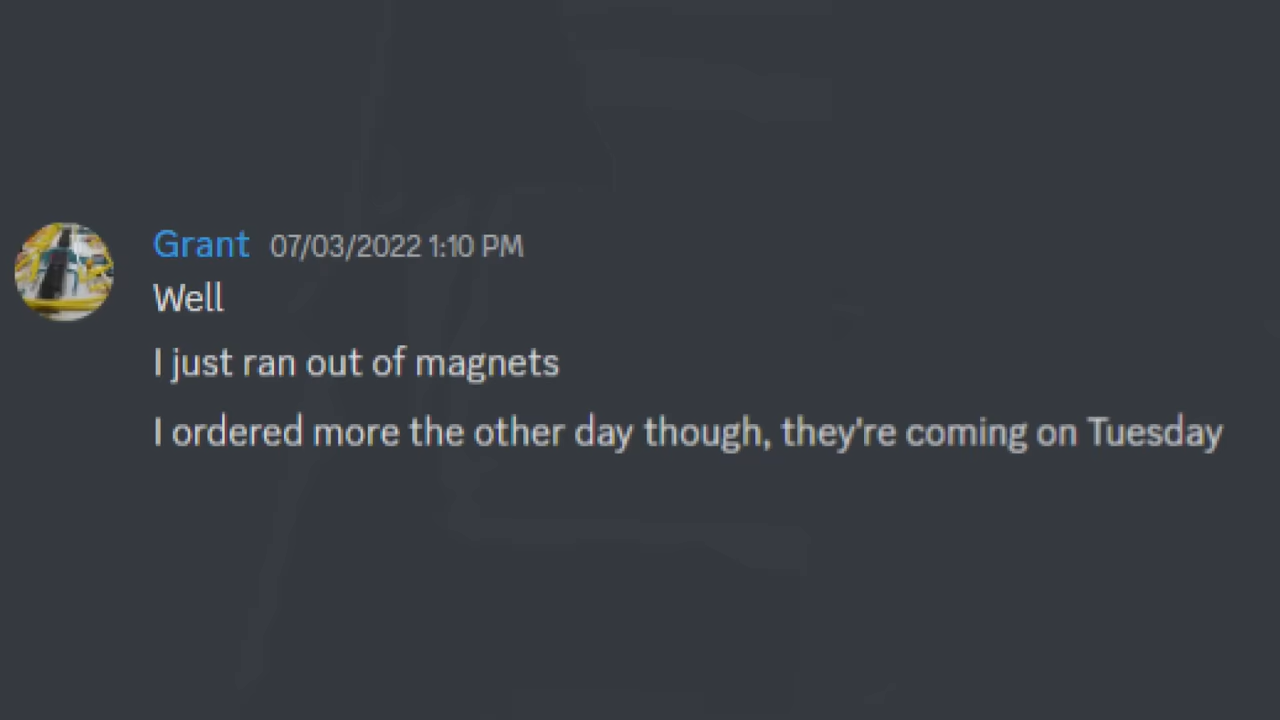 Grant 07/03/2022 1:10 PM
Well
I just ran out of magnets
I ordered more the other day though, they're coming on Tuesday